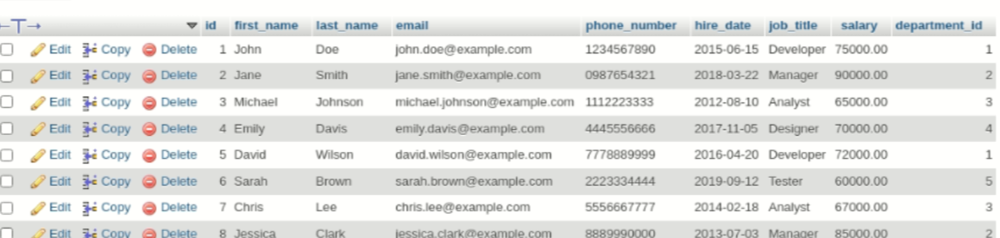 id first_name last_name email phone_number hire_date job_title salary department_id
Edit Copy Delete 1 John Doe john.doe@example.com 1234567890 2015-06-15 Developer 75000.00 1
Edit Copy Delete 2 Jane Smith jane.smith@example.com 0987654321 2018-03-22 Manager 90000.00 2
Edit Copy Delete 3 Michael Johnson michael.johnson@example.com 1112223333 2012-08-10 Analyst 65000.00 3
Edit Copy Delete 4 Emily Davis emily.davis@example.com 4445556666 2017-11-05 Designer 70000.00 4
Edit Copy Delete 5 David Wilson david.wilson@example.com 7778889999 2016-04-20 Developer 72000.00 1
Edit Copy Delete 6 Sarah Brown sarah.brown@example.com 2223334444 2019-09-12 Tester 60000.00 5
Edit Copy Delete 7 Chris Lee chris.lee@example.com 5556667777 2014-02-18 Analyst 67000.00 3
Edit Copy Delete 8 Jessica Clark jessica.clark@example.com 8889990000 2013-07-03 Manager 85000.00 2